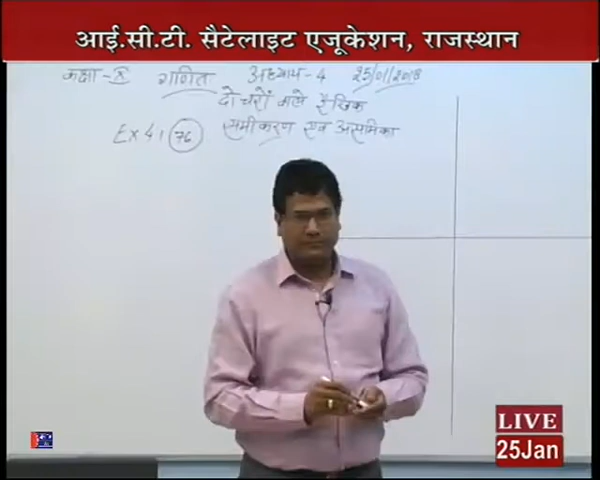 आई.सी.टी. सैटेलाइट एजूकेशन, राजस्थान
कक्षा-X गणित अध्याय-4 25/01/2018
दो चरों वाले रैखिक
समीकरण एवं असमिका
Ex 4.1 76
LIVE
25Jan